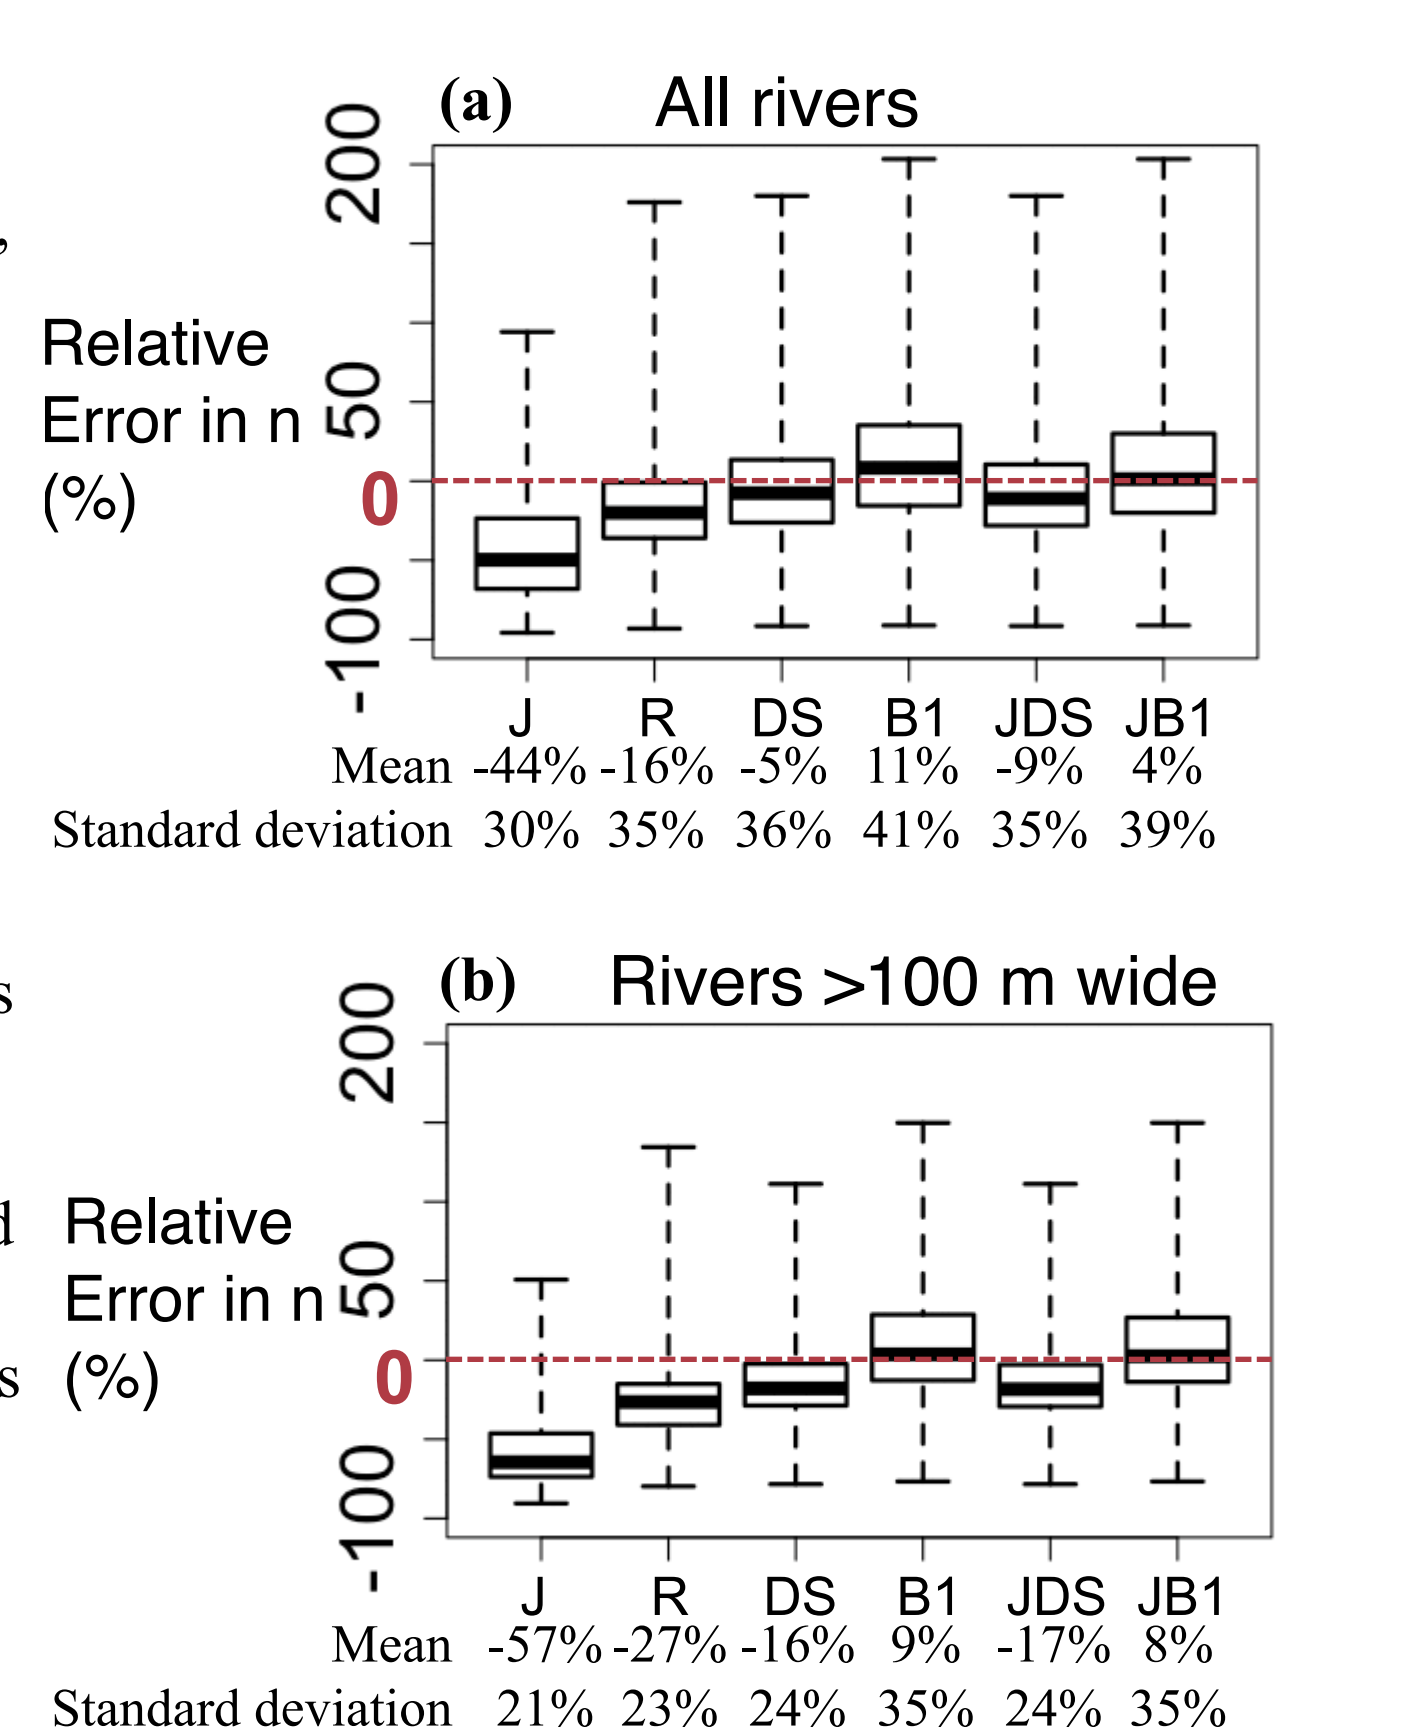 (a) All rivers
,
200
50
0
-100
Relative
Error in n
(%)
J R DS B1 JDS JB1
Mean -44% -16% -5% 11% -9% 4%
Standard deviation 30% 35% 36% 41% 35% 39%
s
d
s
(b) Rivers >100 m wide
200
50
0
-100
Relative
Error in n
(%)
J R DS B1 JDS JB1
Mean -57% -27% -16% 9% -17% 8%
Standard deviation 21% 23% 24% 35% 24% 35%